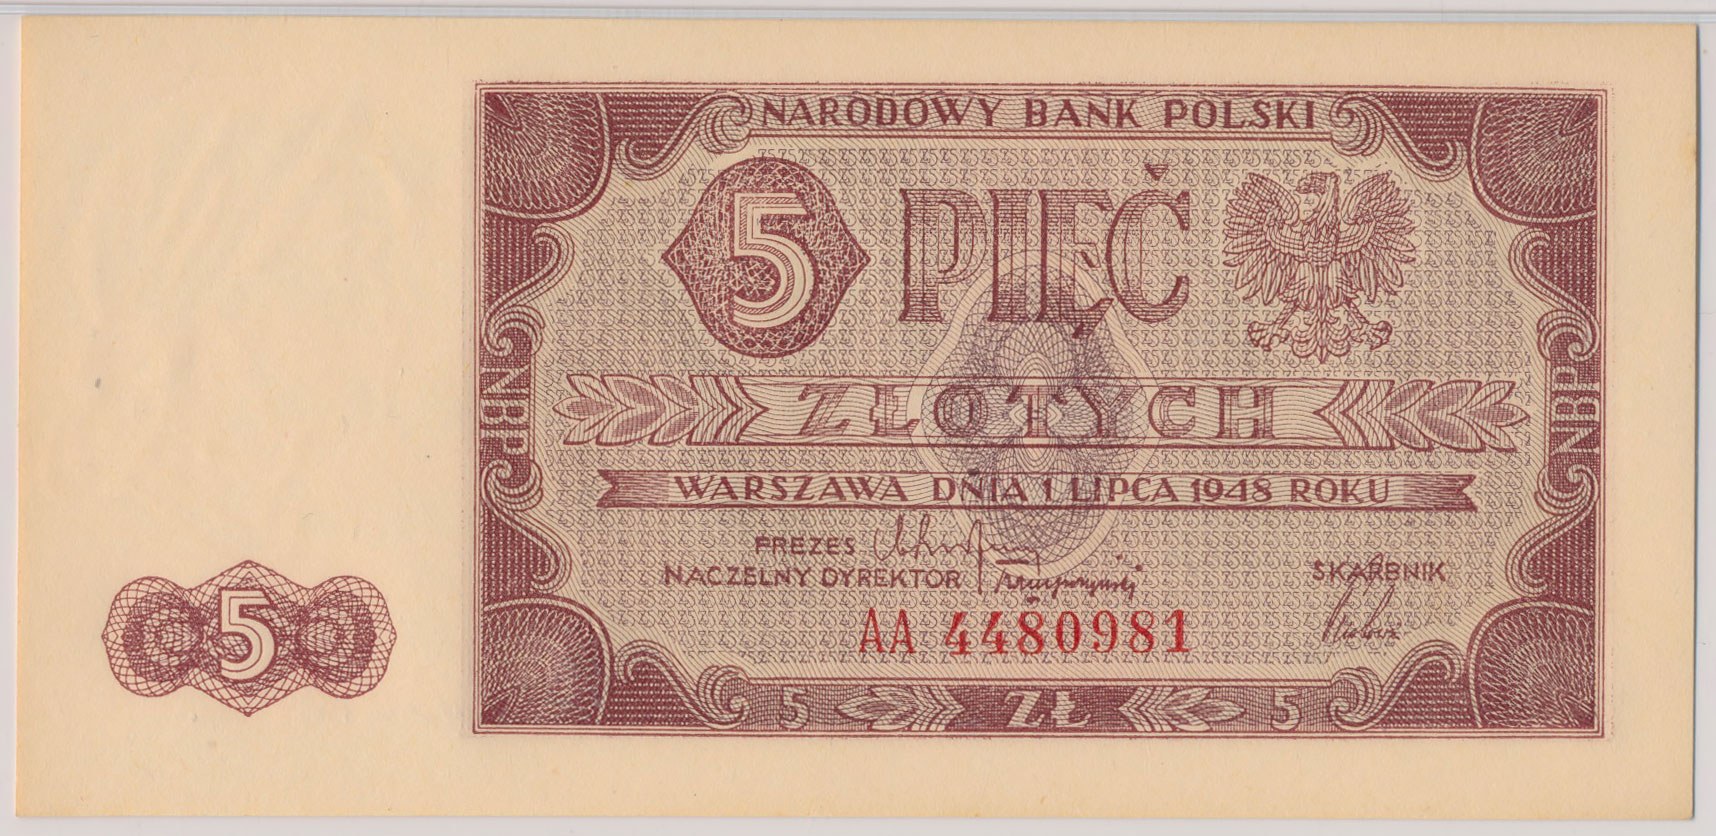 NARODOWY BANK POLSKI
5 PIĘĆ
ZŁOTYCH
WARSZAWA DNIA 1 LIPCA 1948 ROKU
PREZES
NACZELNY DYREKTOR
SKARBNIK
AA 4480981
5 ZŁ 5
NBP
NBP
5